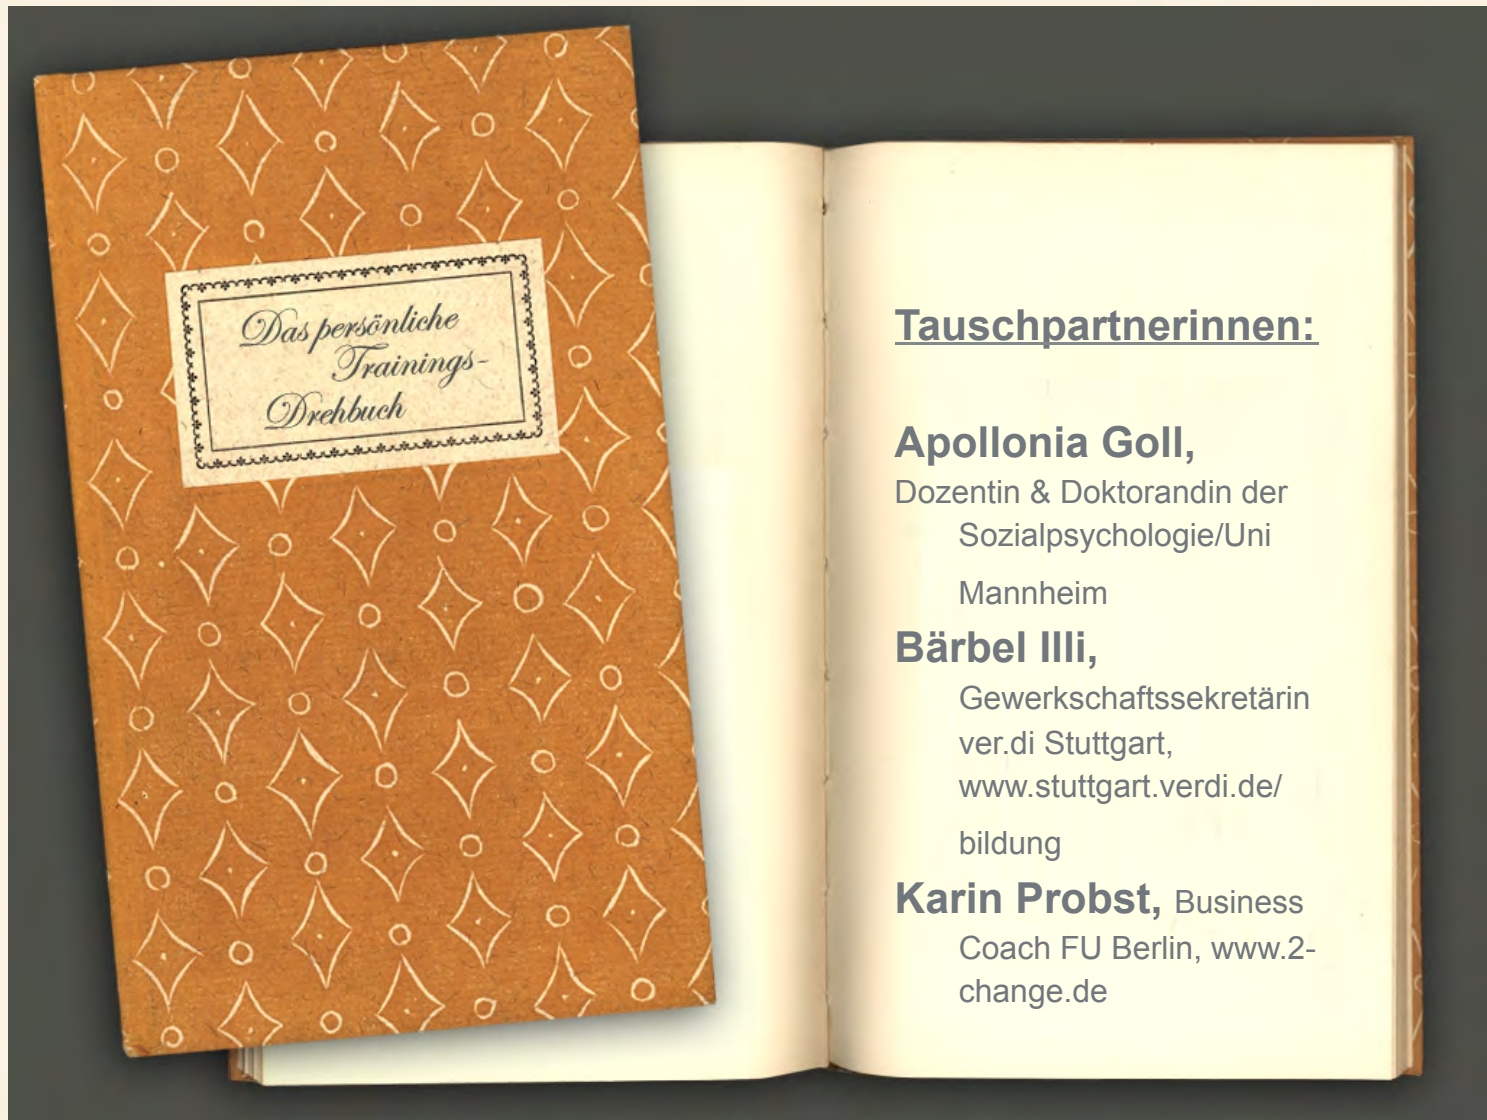 Das persönliche
Trainings-
Drehbuch
Tauschpartnerinnen:
Apollonia Goll,
Dozentin & Doktorandin der
Sozialpsychologie/Uni
Mannheim
Bärbel Illi,
Gewerkschaftssekretärin
ver.di Stuttgart,
www.stuttgart.verdi.de/
bildung
Karin Probst, Business
Coach FU Berlin, www.2-
change.de